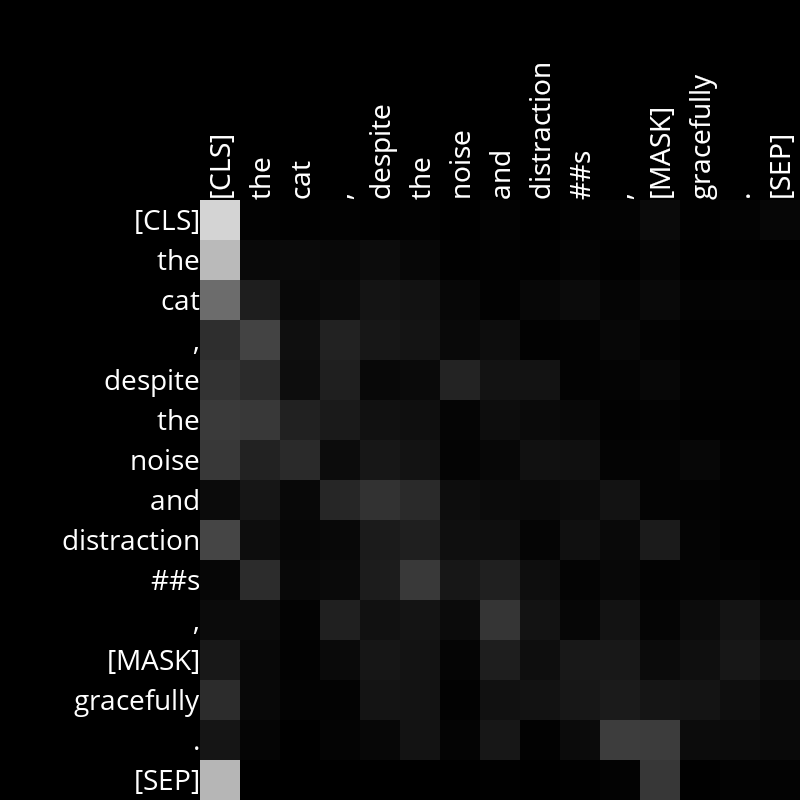 [CLS] the cat , despite the noise and distraction ##s , [MASK] gracefully . [SEP]
[CLS]
the
cat
,
despite
the
noise
and
distraction
##s
,
[MASK]
gracefully
.
[SEP]